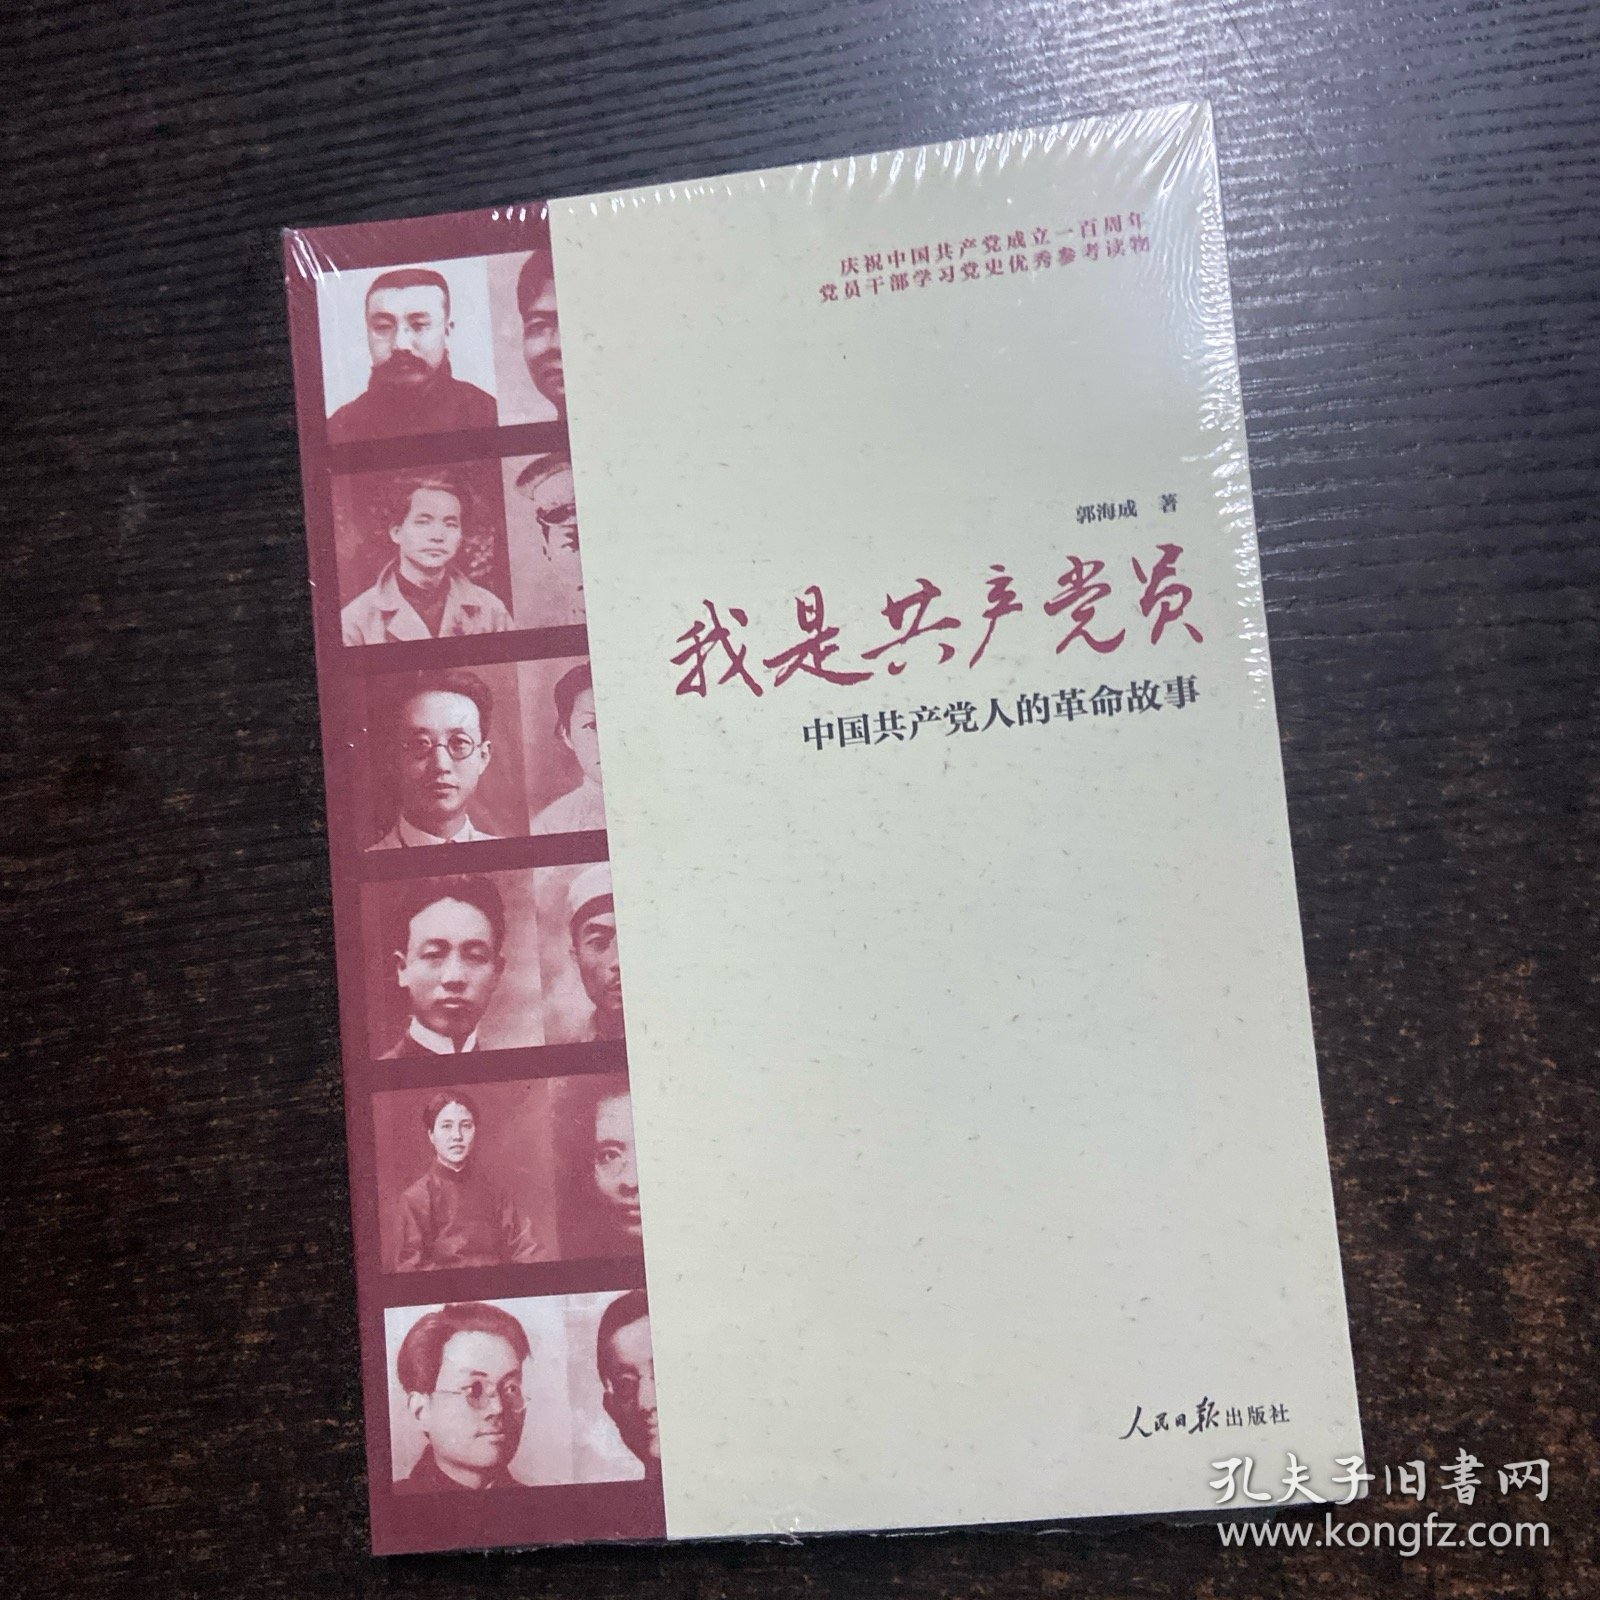 庆祝中国共产党成立一百周年
党员干部学习党史优秀参考读物
郭海成 著
我是共产党员
中国共产党人的革命故事
人民日报出版社
孔夫子旧书网
www.kongfz.com